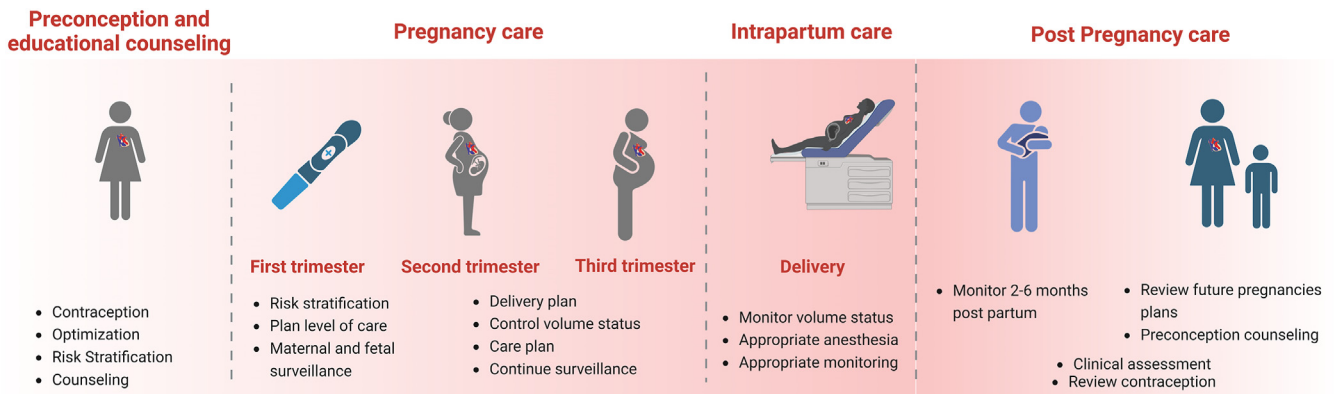 Preconception and
educational counseling
Pregnancy care
Intrapartum care
Post Pregnancy care
First trimester
Second trimester
Third trimester
Delivery
• Contraception
• Optimization
• Risk Stratification
• Counseling
• Risk stratification
• Plan level of care
• Maternal and fetal
surveillance
• Delivery plan
• Control volume status
• Care plan
• Continue surveillance
• Monitor volume status
• Appropriate anesthesia
• Appropriate monitoring
• Monitor 2-6 months
post partum
• Review future pregnancies
plans
• Preconception counseling
• Clinical assessment
• Review contraception